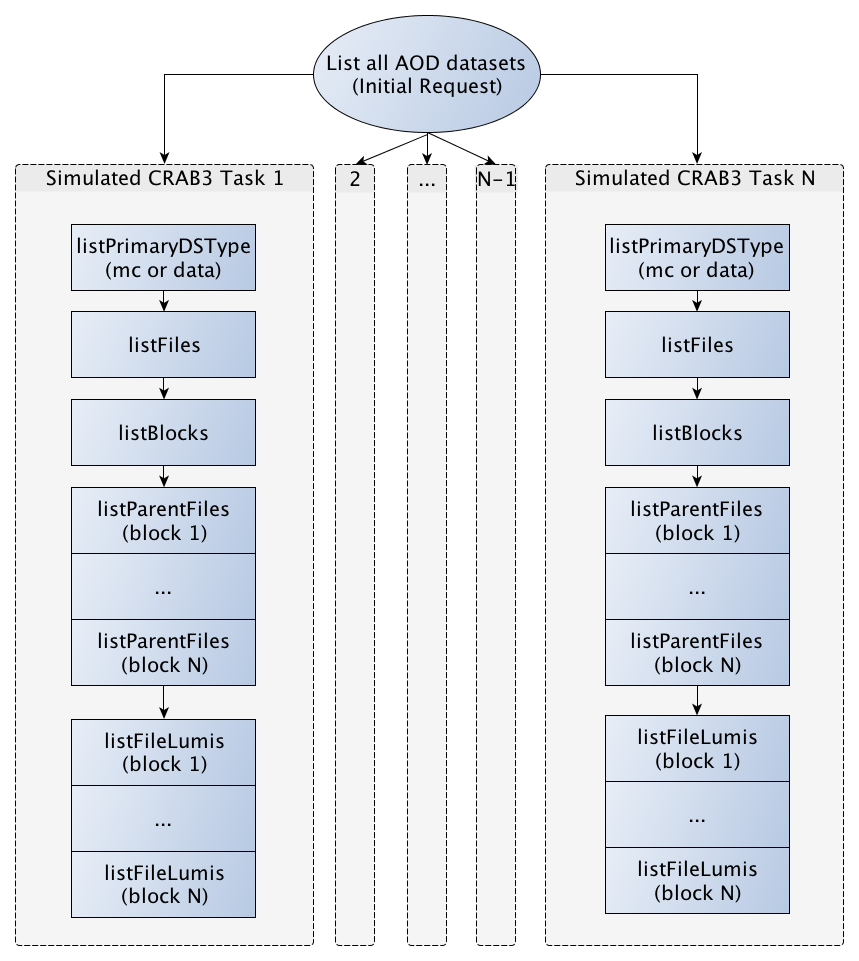 List all AOD datasets
(Initial Request)
Simulated CRAB3 Task 1
2
...
N-1
Simulated CRAB3 Task N
listPrimaryDSType
(mc or data)
listFiles
listBlocks
listParentFiles
(block 1)
...
listParentFiles
(block N)
listFileLumis
(block 1)
...
listFileLumis
(block N)
listPrimaryDSType
(mc or data)
listFiles
listBlocks
listParentFiles
(block 1)
...
listParentFiles
(block N)
listFileLumis
(block 1)
...
listFileLumis
(block N)